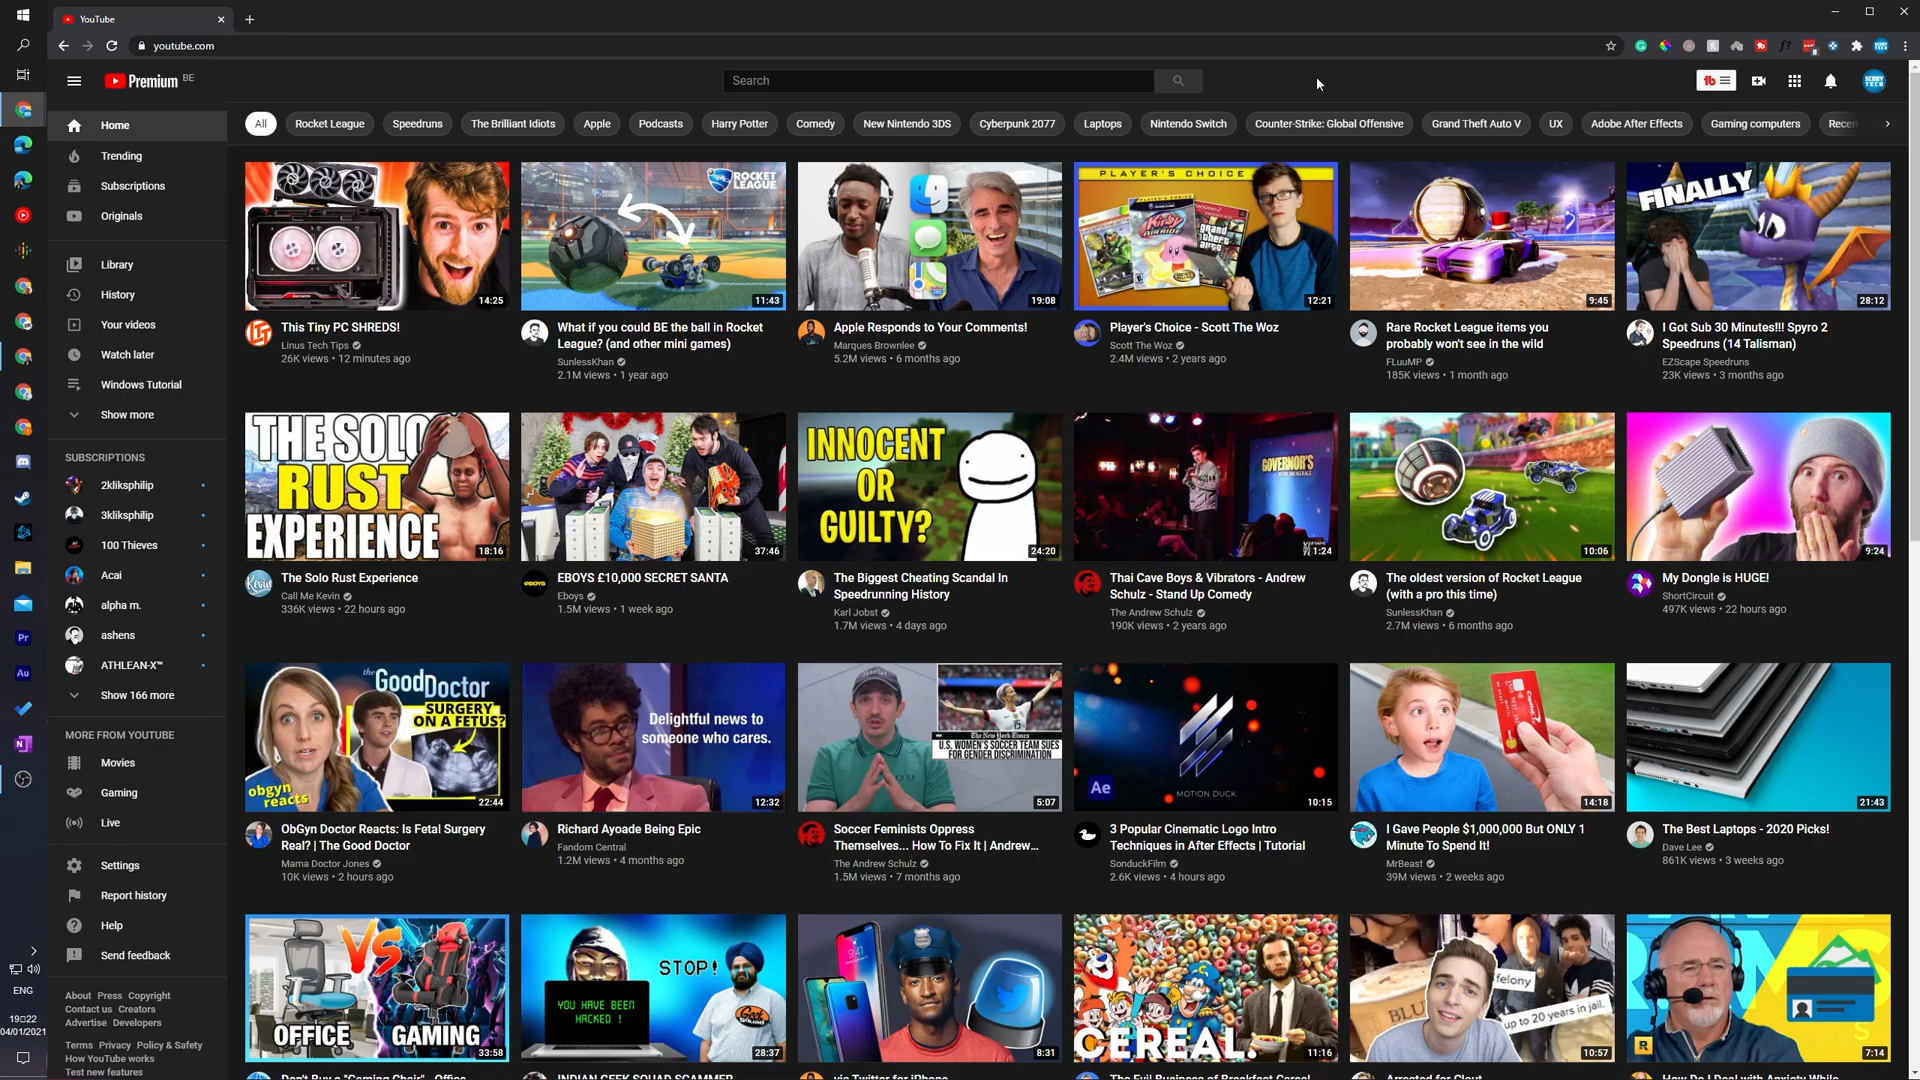 YouTube
youtube.com
Premium BE
Search
Home
Trending
Subscriptions
Originals
Library
History
Your videos
Watch later
Windows Tutorial
Show more
SUBSCRIPTIONS
2kliksphilip
3kliksphilip
100 Thieves
Acai
alpha m.
ashens
ATHLEAN-X™
Show 166 more
MORE FROM YOUTUBE
Movies
Gaming
Live
Settings
Report history
Help
Send feedback
About Press Copyright
Contact us Creators
Advertise Developers
Terms Privacy Policy & Safety
How YouTube works
Test new features
ENG
04/01/2021
All
Rocket League
Speedruns
The Brilliant Idiots
Apple
Podcasts
Harry Potter
Comedy
New Nintendo 3DS
Cyberpunk 2077
Laptops
Nintendo Switch
Counter-Strike: Global Offensive
Grand Theft Auto V
UX
Adobe After Effects
Gaming computers
14:25
This Tiny PC SHREDS!
Linus Tech Tips
26K views • 12 minutes ago
ROCKET
LEAGUE
11:43
What if you could BE the ball in Rocket
League? (and other mini games)
SunlessKhan
2.1M views • 1 year ago
19:08
Apple Responds to Your Comments!
Marques Brownlee
5.2M views • 6 months ago
PLAYER'S CHOICE
12:21
Player's Choice - Scott The Woz
Scott The Woz
2.4M views • 2 years ago
9:45
Rare Rocket League items you
probably won't see in the wild
FLuuMP
185K views • 1 month ago
FINALLY
28:12
I Got Sub 30 Minutes!!! Spyro 2
Speedruns (14 Talisman)
EZScape Speedruns
23K views • 3 months ago
THE SOLO
RUST
EXPERIENCE
18:16
The Solo Rust Experience
Call Me Kevin
336K views • 22 hours ago
37:46
EBOYS £10,000 SECRET SANTA
Eboys
1.5M views • 1 week ago
INNOCENT
OR
GUILTY?
24:20
The Biggest Cheating Scandal In
Speedrunning History
Karl Jobst
1.7M views • 4 days ago
GOVERNOR'S
1:24
Thai Cave Boys & Vibrators - Andrew
Schulz - Stand Up Comedy
The Andrew Schulz
190K views • 2 years ago
10:06
The oldest version of Rocket League
(with a pro this time)
SunlessKhan
2.7M views • 6 months ago
9:24
My Dongle is HUGE!
ShortCircuit
497K views • 22 hours ago
the GoodDoctor
SURGERY
ON A FETUS?
obgyn
reacts
22:44
ObGyn Doctor Reacts: Is Fetal Surgery
Real? | The Good Doctor
Mama Doctor Jones
10K views • 2 hours ago
Delightful news to
someone who cares.
12:32
Richard Ayoade Being Epic
Fandom Central
1.2M views • 4 months ago
The New York Times
U.S. WOMEN'S SOCCER TEAM SUES
FOR GENDER DISCRIMINATION
5:07
Soccer Feminists Oppress
Themselves... How To Fix It | Andrew...
The Andrew Schulz
1.5M views • 7 months ago
Ae
MOTION DUCK
10:15
3 Popular Cinematic Logo Intro
Techniques in After Effects | Tutorial
SonduckFilm
2.6K views • 4 hours ago
14:18
I Gave People $1,000,000 But ONLY 1
Minute To Spend It!
MrBeast
39M views • 2 weeks ago
21:43
The Best Laptops - 2020 Picks!
Dave Lee
861K views • 3 weeks ago
VS
OFFICE GAMING
33:58
STOP!
YOU HAVE BEEN
HACKED !
28:37
8:31
CEREAL.
11:16
felony
up to 20 years in jail.
10:57
7:14